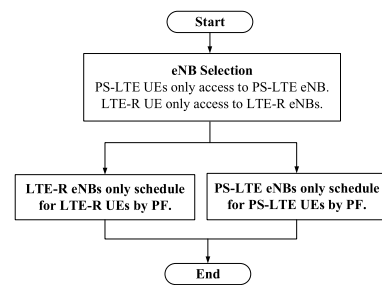 Start
eNB Selection
PS-LTE UEs only access to PS-LTE eNB.
LTE-R UE only access to LTE-R eNBs.
LTE-R eNBs only schedule
for LTE-R UEs by PF.
PS-LTE eNBs only schedule
for PS-LTE UEs by PF.
End